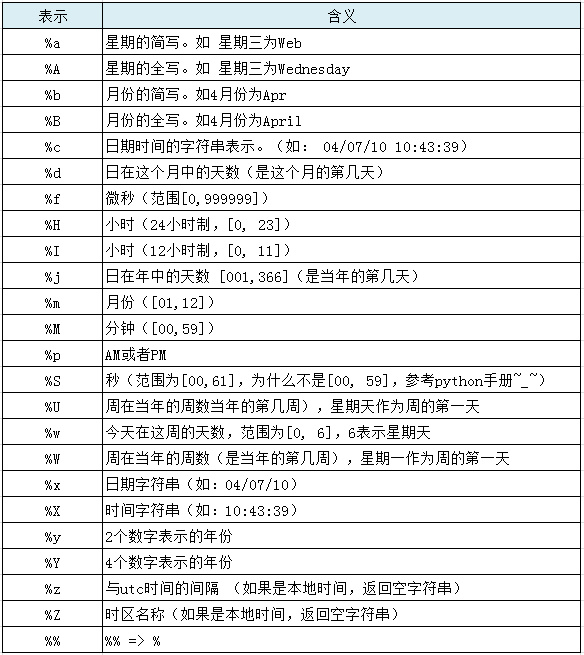 表示 含义
%a 星期的简写。如 星期三为Web
%A 星期的全写。如 星期三为Wednesday
%b 月份的简写。如4月份为Apr
%B 月份的全写。如4月份为April
%c 日期时间的字符串表示。（如： 04/07/10 10:43:39）
%d 日在这个月中的天数（是这个月的第几天）
%f 微秒（范围[0,999999]）
%H 小时（24小时制，[0, 23]）
%I 小时（12小时制，[0, 11]）
%j 日在年中的天数 [001,366]（是当年的第几天）
%m 月份（[01,12]）
%M 分钟（[00,59]）
%p AM或者PM
%S 秒（范围为[00,61]，为什么不是[00, 59]，参考python手册~_~）
%U 周在当年的周数当年的第几周），星期天作为周的第一天
%w 今天在这周的天数，范围为[0, 6]，6表示星期天
%W 周在当年的周数（是当年的第几周），星期一作为周的第一天
%x 日期字符串（如：04/07/10）
%X 时间字符串（如：10:43:39）
%y 2个数字表示的年份
%Y 4个数字表示的年份
%z 与utc时间的间隔 （如果是本地时间，返回空字符串）
%Z 时区名称（如果是本地时间，返回空字符串）
%% %% => %